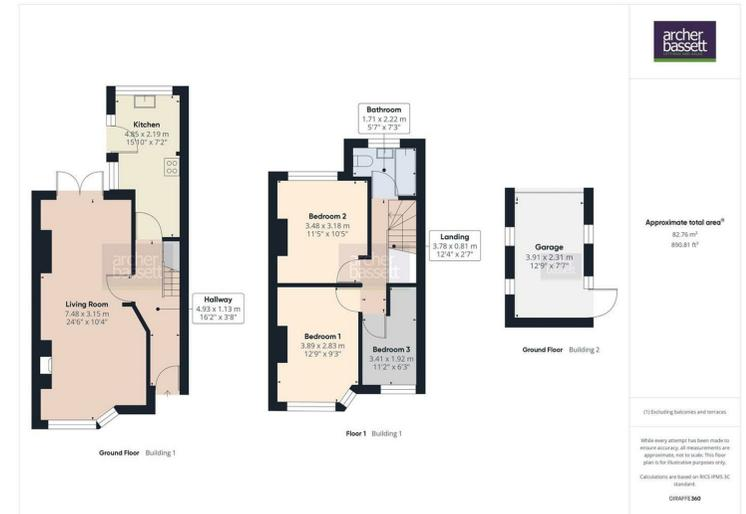 archer
bassett
Kitchen
4.85 x 2.19 m
15'10" x 7'2"
Living Room
7.48 x 3.15 m
24'6" x 10'4"
Hallway
4.93 x 1.13 m
16'2" x 3'8"
archer
bassett
Ground Floor Building 1
Bathroom
1.71 x 2.22 m
5'7" x 7'3"
Bedroom 2
3.48 x 3.18 m
11'5" x 10'5"
Landing
3.78 x 0.81 m
12'4" x 2'7"
archer
bassett
Bedroom 1
3.89 x 2.83 m
12'9" x 9'3"
Bedroom 3
3.41 x 1.92 m
11'2" x 6'3"
Floor 1 Building 1
Garage
3.91 x 2.31 m
12'9" x 7'7"
Ground Floor Building 2
Approximate total area⁽¹⁾
82.76 m²
890.81 ft²
(1) Excluding balconies and terraces
While every attempt has been made to
ensure accuracy, all measurements are
approximate, not to scale. This floor
plan is for illustrative purposes only.
Calculations are based on RICS IPMS 3C
standard.
GIRAFFE360